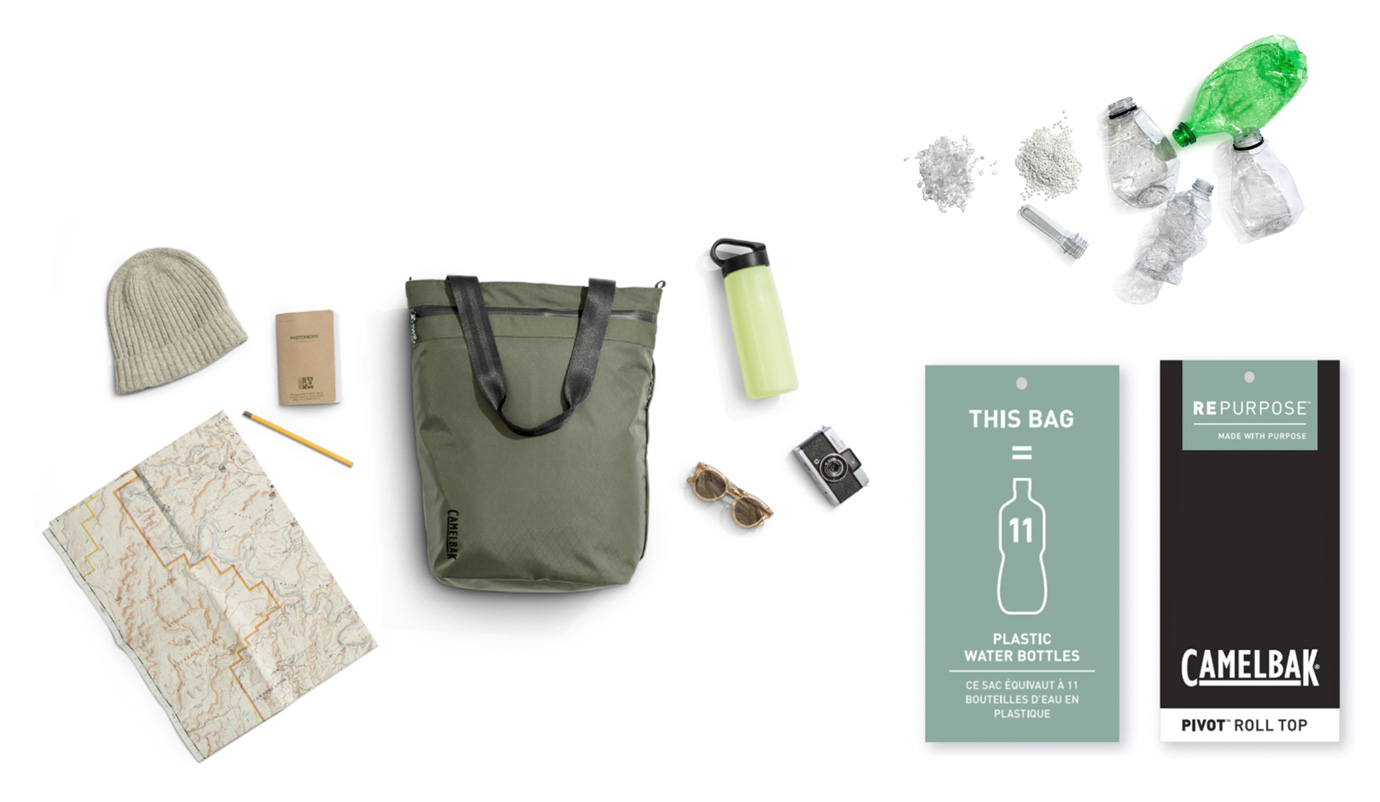 CAMELBAK
THIS BAG
=
11
PLASTIC
WATER BOTTLES
CE SAC ÉQUIVAUT À 11
BOUTEILLES D'EAU EN
PLASTIQUE
REPURPOSE™
MADE WITH PURPOSE
CAMELBAK®
PIVOT™ ROLL TOP